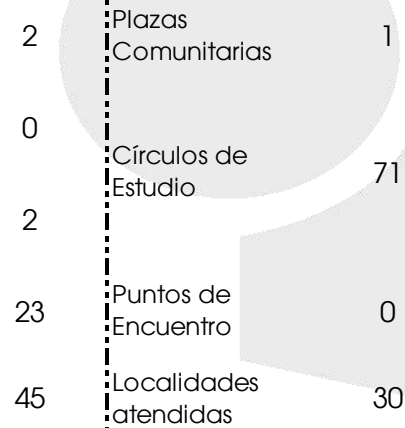 2
Plazas
Comunitarias
1
0
Círculos de
Estudio
71
2
23
Puntos de
Encuentro
0
45
Localidades
atendidas
30